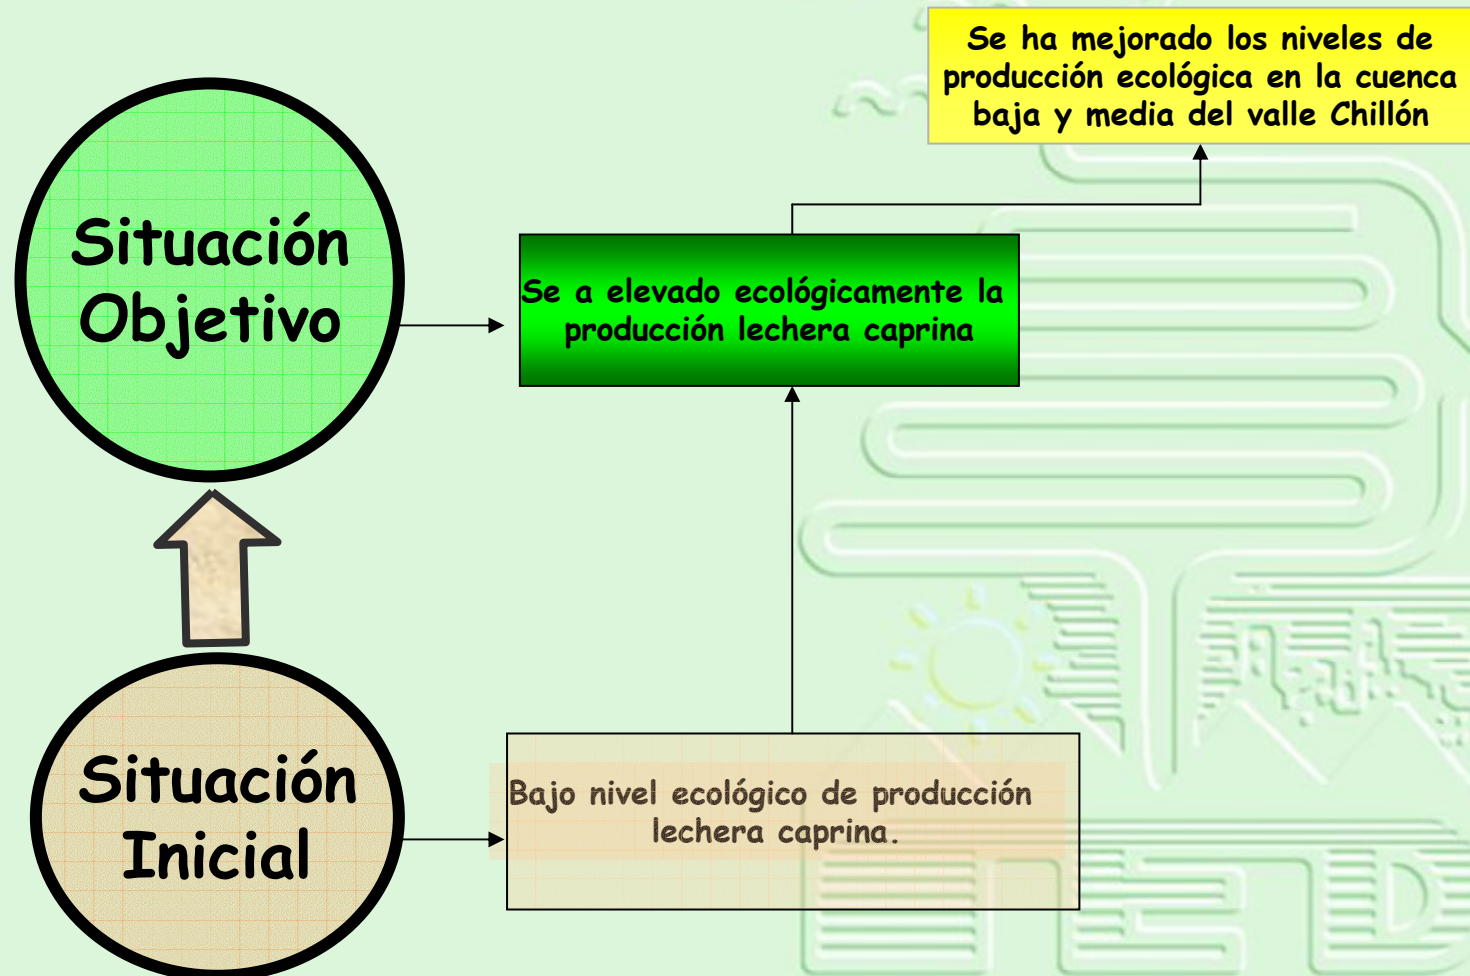 Se ha mejorado los niveles de
producción ecológica en la cuenca
baja y media del valle Chillón
Situación
Objetivo
Se a elevado ecológicamente la
producción lechera caprina
Situación
Inicial
Bajo nivel ecológico de producción
lechera caprina.